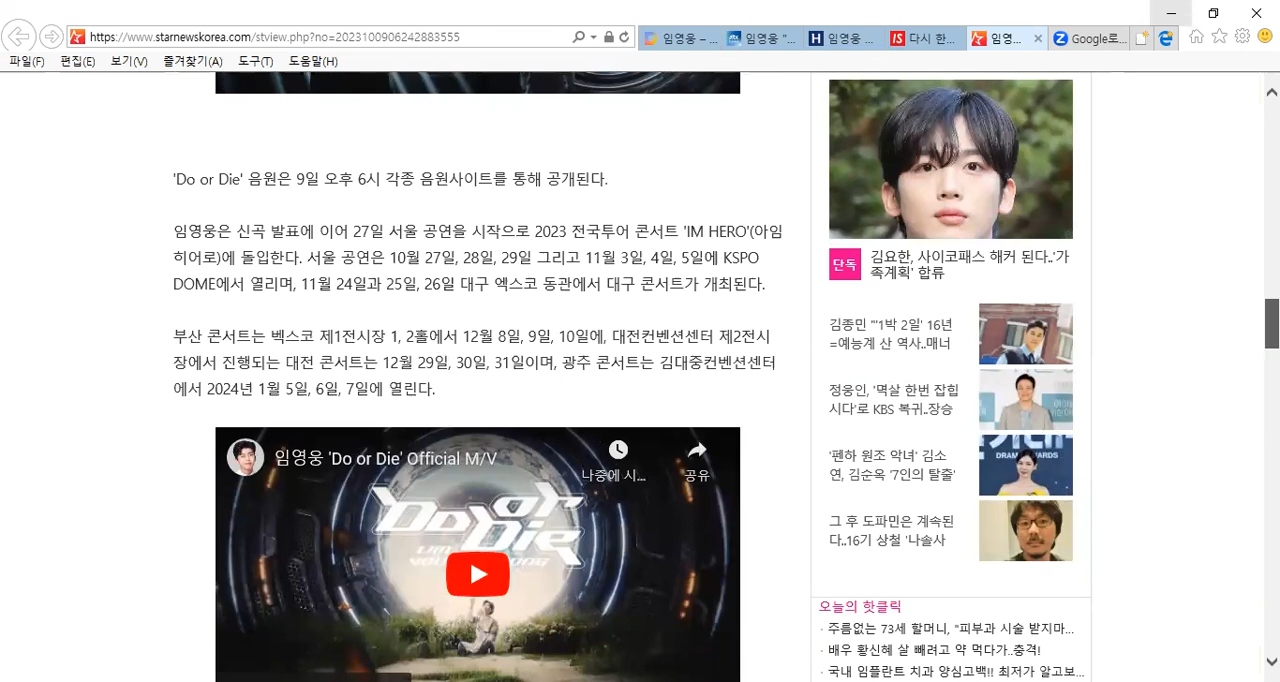 https://www.starnewskorea.com/stview.php?no=2023100906242883555
임영웅 – ...
임영웅 "...
임영웅 ...
다시 한...
임영...
Google로...
파일(F) 편집(E) 보기(V) 즐겨찾기(A) 도구(T) 도움말(H)
'Do or Die' 음원은 9일 오후 6시 각종 음원사이트를 통해 공개된다.
임영웅은 신곡 발표에 이어 27일 서울 공연을 시작으로 2023 전국투어 콘서트 'IM HERO'(아임
히어로)에 돌입한다. 서울 공연은 10월 27일, 28일, 29일 그리고 11월 3일, 4일, 5일에 KSPO
DOME에서 열리며, 11월 24일과 25일, 26일 대구 엑스코 동관에서 대구 콘서트가 개최된다.
부산 콘서트는 벡스코 제1전시장 1, 2홀에서 12월 8일, 9일, 10일에, 대전컨벤션센터 제2전시
장에서 진행되는 대전 콘서트는 12월 29일, 30일, 31일이며, 광주 콘서트는 김대중컨벤션센터
에서 2024년 1월 5일, 6일, 7일에 열린다.
임영웅 'Do or Die' Official M/V
나중에 시...
공유
Do or
Die
LIM
단독
김요한, 사이코패스 해커 된다..'가
족계획' 합류
김종민 "'1박 2일' 16년
=예능계 산 역사..매너
정웅인, '멱살 한번 잡힙
시다'로 KBS 복귀..장승
'펜하 원조 악녀' 김소
연, 김순옥 '7인의 탈출'
그 후 도파민은 계속된
다..16기 상철 '나솔사
오늘의 핫클릭
· 주름없는 73세 할머니, "피부과 시술 받지마...
· 배우 황신혜 살 빼려고 약 먹다가..충격!
· 국내 임플란트 치과 양심고백!! 최저가 알고보...